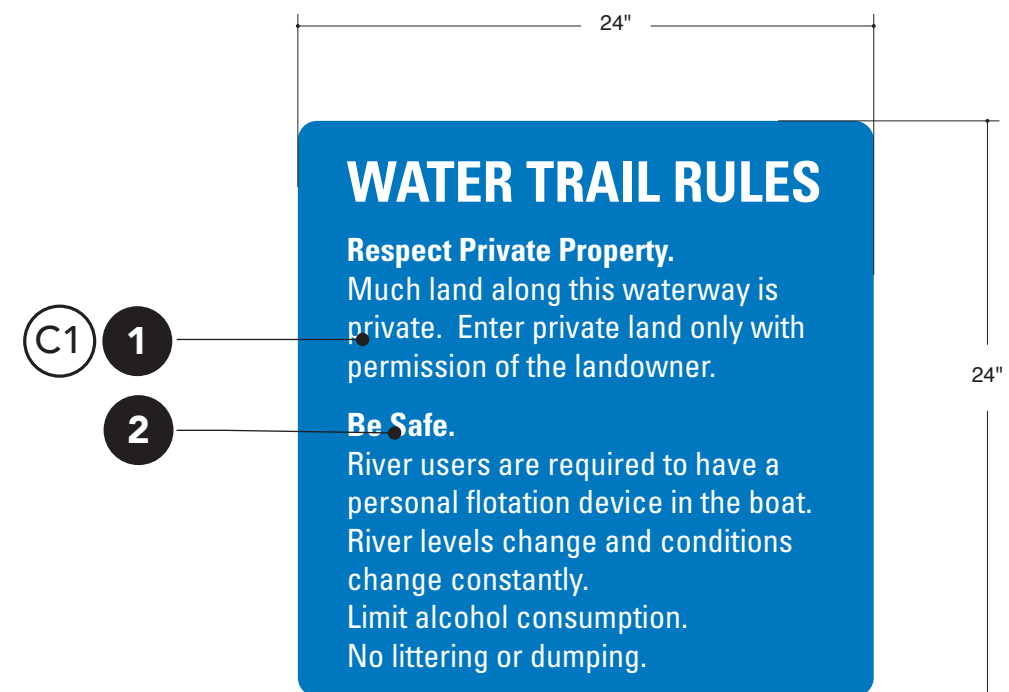 24"
WATER TRAIL RULES
Respect Private Property.
Much land along this waterway is
private.  Enter private land only with
permission of the landowner.
C1 1
24"
2
Be Safe.
River users are required to have a
personal flotation device in the boat.
River levels change and conditions
change constantly.
Limit alcohol consumption.
No littering or dumping.